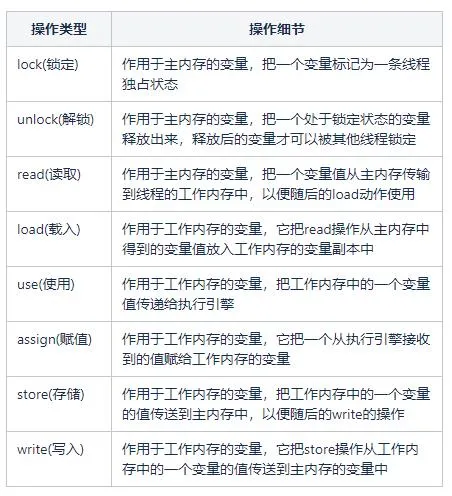 操作类型 操作细节
lock(锁定) 作用于主内存的变量，把一个变量标记为一条线程
独占状态
unlock(解锁) 作用于主内存的变量，把一个处于锁定状态的变量
释放出来，释放后的变量才可以被其他线程锁定
read(读取) 作用于主内存的变量，把一个变量值从主内存传输
到线程的工作内存中，以便随后的load动作使用
load(载入) 作用于工作内存的变量，它把read操作从主内存中
得到的变量值放入工作内存的变量副本中
use(使用) 作用于工作内存的变量，把工作内存中的一个变量
值传递给执行引擎
assign(赋值) 作用于工作内存的变量，它把一个从执行引擎接收
到的值赋给工作内存的变量
store(存储) 作用于工作内存的变量，把工作内存中的一个变量
的值传送到主内存中，以便随后的write的操作
write(写入) 作用于工作内存的变量，它把store操作从工作内
存中的一个变量的值传送到主内存的变量中